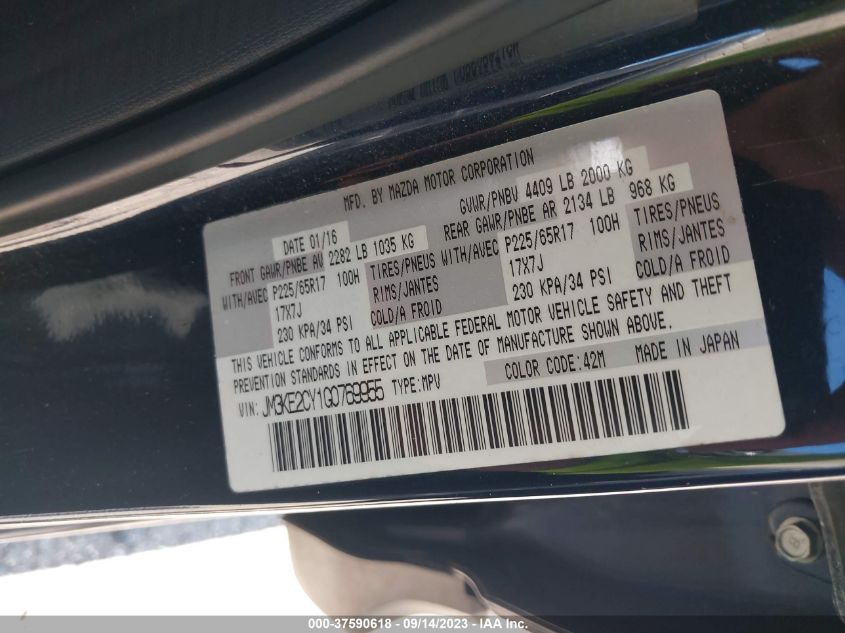 MFD. BY MAZDA MOTOR CORPORATION
DATE 01/16 GVWR/PNBV 4409 LB 2000 KG
FRONT GAWR/PNBE AV 2282 LB 1035 KG REAR GAWR/PNBE AR 2134 LB 968 KG
WITH/AVEC P225/65R17 100H TIRES/PNEUS WITH/AVEC P225/65R17 100H TIRES/PNEUS
17X7J RIMS/JANTES 17X7J RIMS/JANTES
230 KPA/34 PSI COLD/A FROID 230 KPA/34 PSI COLD/A FROID
THIS VEHICLE CONFORMS TO ALL APPLICABLE FEDERAL MOTOR VEHICLE SAFETY AND THEFT
PREVENTION STANDARDS IN EFFECT ON THE DATE OF MANUFACTURE SHOWN ABOVE.
VIN: JM3KE2CY1G0769955 TYPE:MPV COLOR CODE:42M MADE IN JAPAN
000-37590618 - 09/14/2023 - IAA Inc.